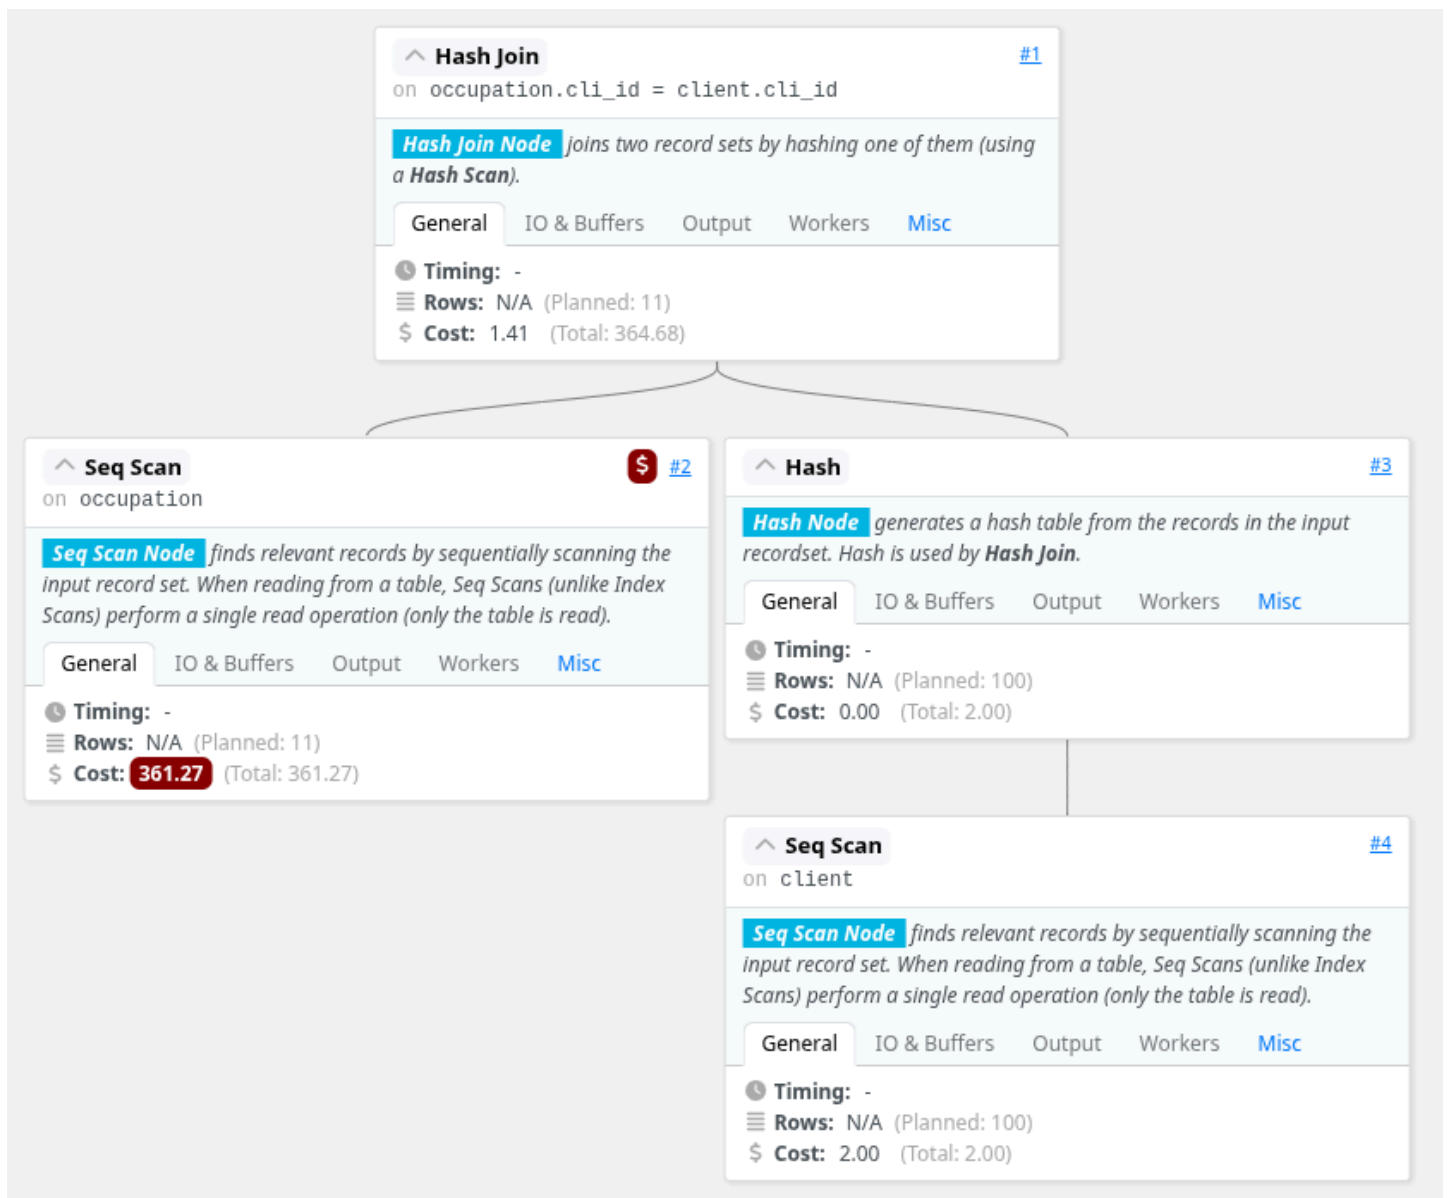 Hash Join #1
on occupation.cli_id = client.cli_id
Hash Join Node joins two record sets by hashing one of them (using
a Hash Scan).
General IO & Buffers Output Workers Misc
Timing: -
Rows: N/A (Planned: 11)
$ Cost: 1.41 (Total: 364.68)
Seq Scan $ #2
on occupation
Seq Scan Node finds relevant records by sequentially scanning the
input record set. When reading from a table, Seq Scans (unlike Index
Scans) perform a single read operation (only the table is read).
General IO & Buffers Output Workers Misc
Timing: -
Rows: N/A (Planned: 11)
$ Cost: 361.27 (Total: 361.27)
Hash #3
Hash Node generates a hash table from the records in the input
recordset. Hash is used by Hash Join.
General IO & Buffers Output Workers Misc
Timing: -
Rows: N/A (Planned: 100)
$ Cost: 0.00 (Total: 2.00)
Seq Scan #4
on client
Seq Scan Node finds relevant records by sequentially scanning the
input record set. When reading from a table, Seq Scans (unlike Index
Scans) perform a single read operation (only the table is read).
General IO & Buffers Output Workers Misc
Timing: -
Rows: N/A (Planned: 100)
$ Cost: 2.00 (Total: 2.00)